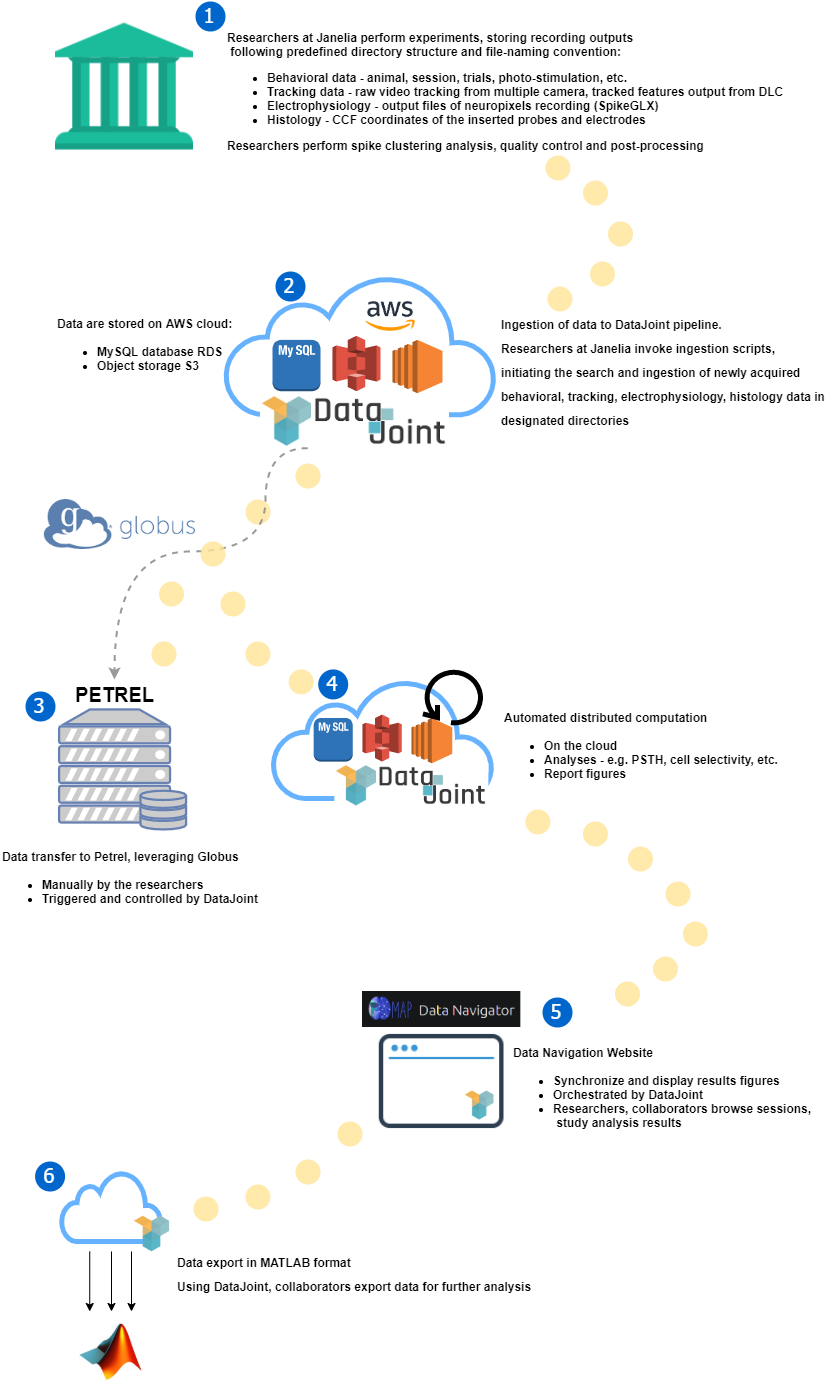 1
Researchers at Janelia perform experiments, storing recording outputs
following predefined directory structure and file-naming convention:
• Behavioral data - animal, session, trials, photo-stimulation, etc.
• Tracking data - raw video tracking from multiple camera, tracked features output from DLC
• Electrophysiology - output files of neuropixels recording (SpikeGLX)
• Histology - CCF coordinates of the inserted probes and electrodes
Researchers perform spike clustering analysis, quality control and post-processing
2
aws
Data are stored on AWS cloud:
• MySQL database RDS
• Object storage S3
My SQL
Data
Joint
Ingestion of data to DataJoint pipeline.
Researchers at Janelia invoke ingestion scripts,
initiating the search and ingestion of newly acquired
behavioral, tracking, electrophysiology, histology data in
designated directories
g
globus
3
PETREL
Data transfer to Petrel, leveraging Globus
• Manually by the researchers
• Triggered and controlled by DataJoint
4
My SQL
Data
Joint
Automated distributed computation
• On the cloud
• Analyses - e.g. PSTH, cell selectivity, etc.
• Report figures
MAP Data Navigator
5
Data Navigation Website
• Synchronize and display results figures
• Orchestrated by DataJoint
• Researchers, collaborators browse sessions,
study analysis results
6
Data export in MATLAB format
Using DataJoint, collaborators export data for further analysis